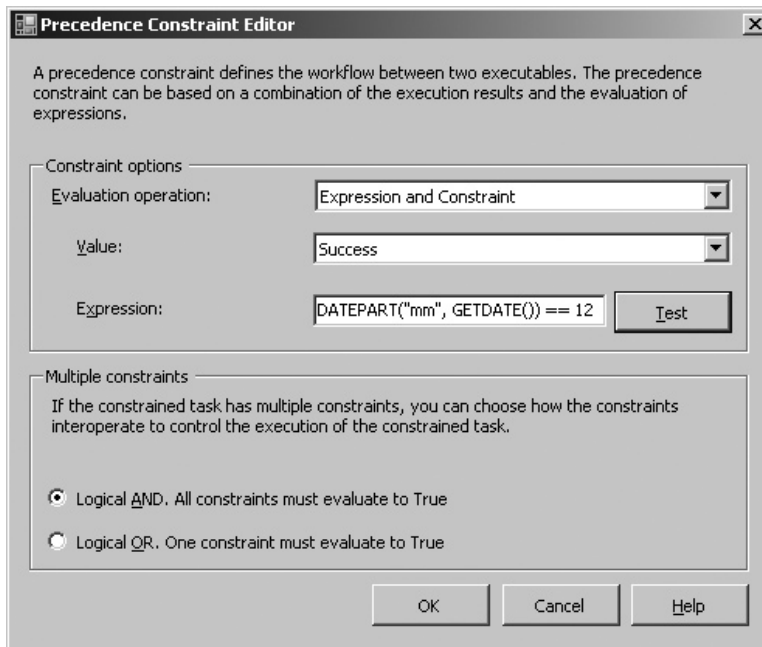 Precedence Constraint Editor
A precedence constraint defines the workflow between two executables. The precedence
constraint can be based on a combination of the execution results and the evaluation of
expressions.
Constraint options
Evaluation operation:
Expression and Constraint
Value:
Success
Expression:
DATEPART("mm", GETDATE()) == 12
Test
Multiple constraints
If the constrained task has multiple constraints, you can choose how the constraints
interoperate to control the execution of the constrained task.
Logical AND. All constraints must evaluate to True
Logical OR. One constraint must evaluate to True
OK
Cancel
Help